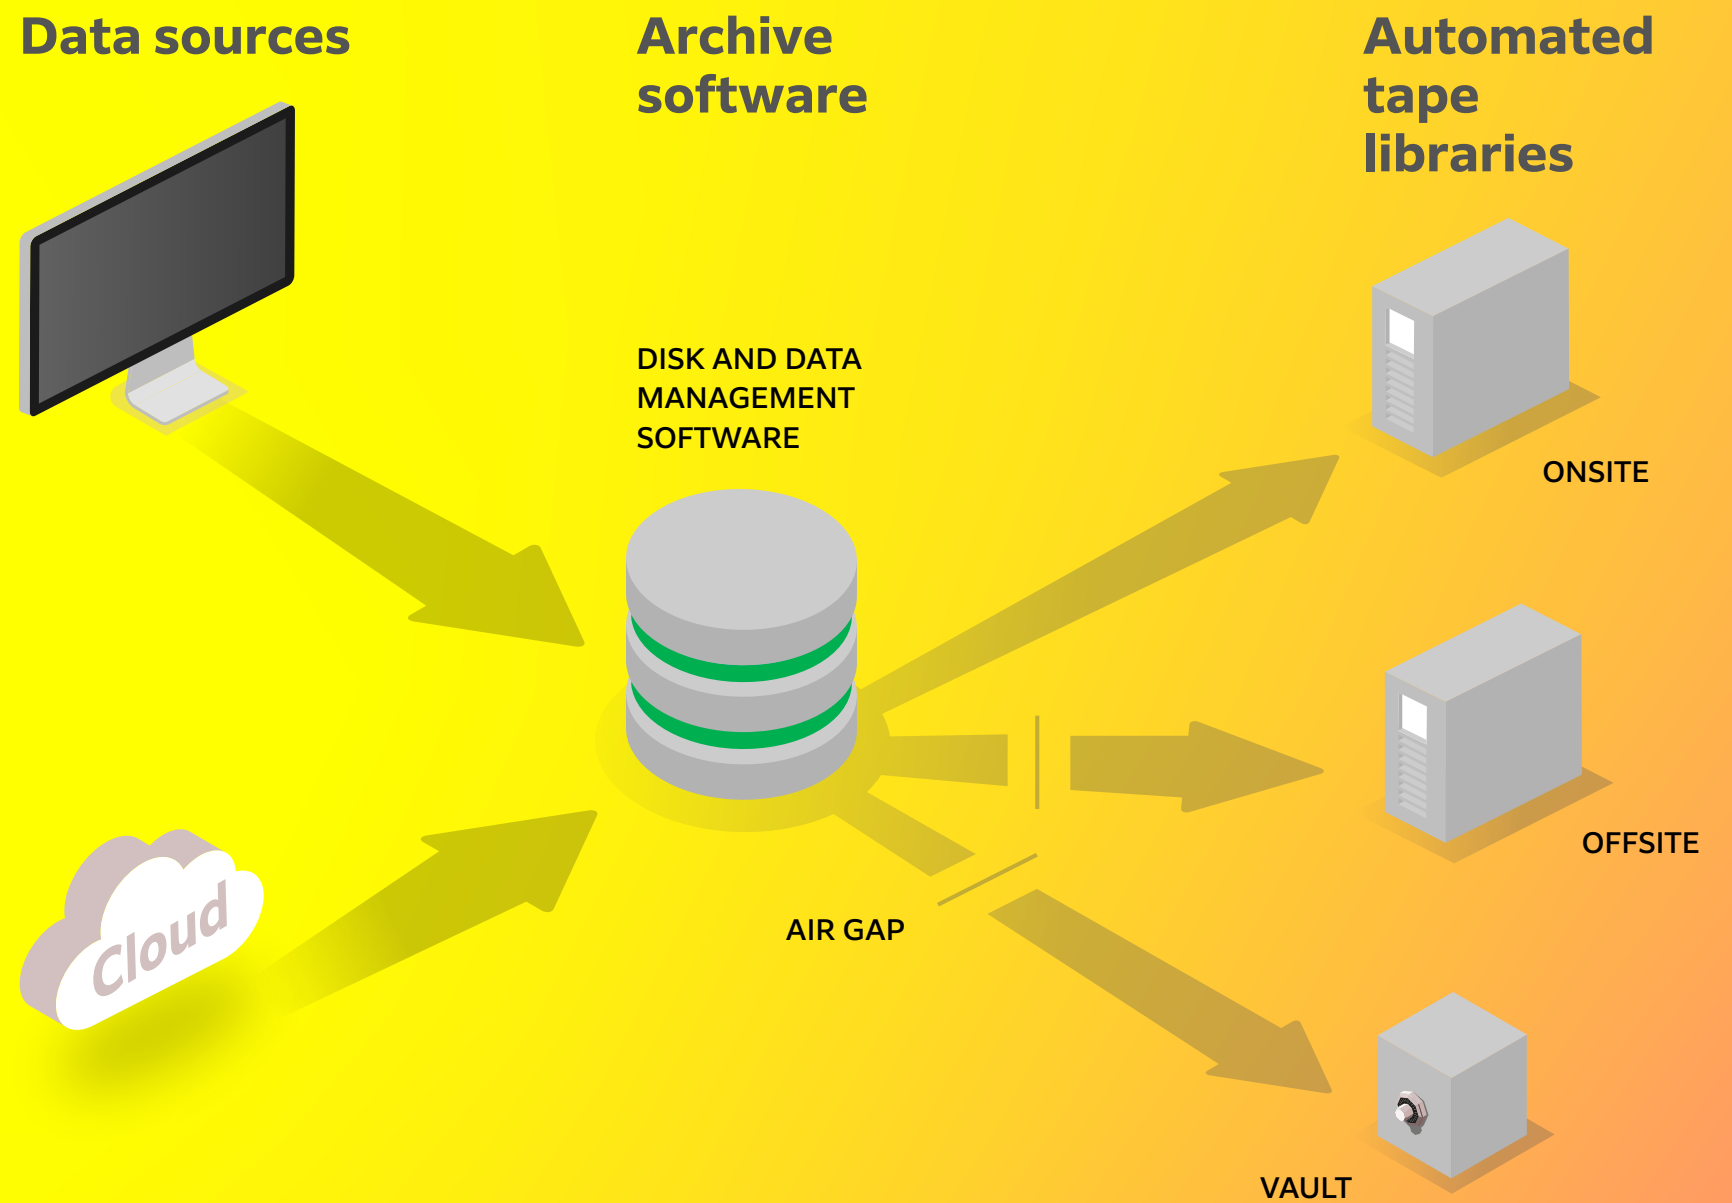 Data sources
Archive
software
Automated
tape
libraries
DISK AND DATA
MANAGEMENT
SOFTWARE
ONSITE
OFFSITE
Cloud
AIR GAP
VAULT